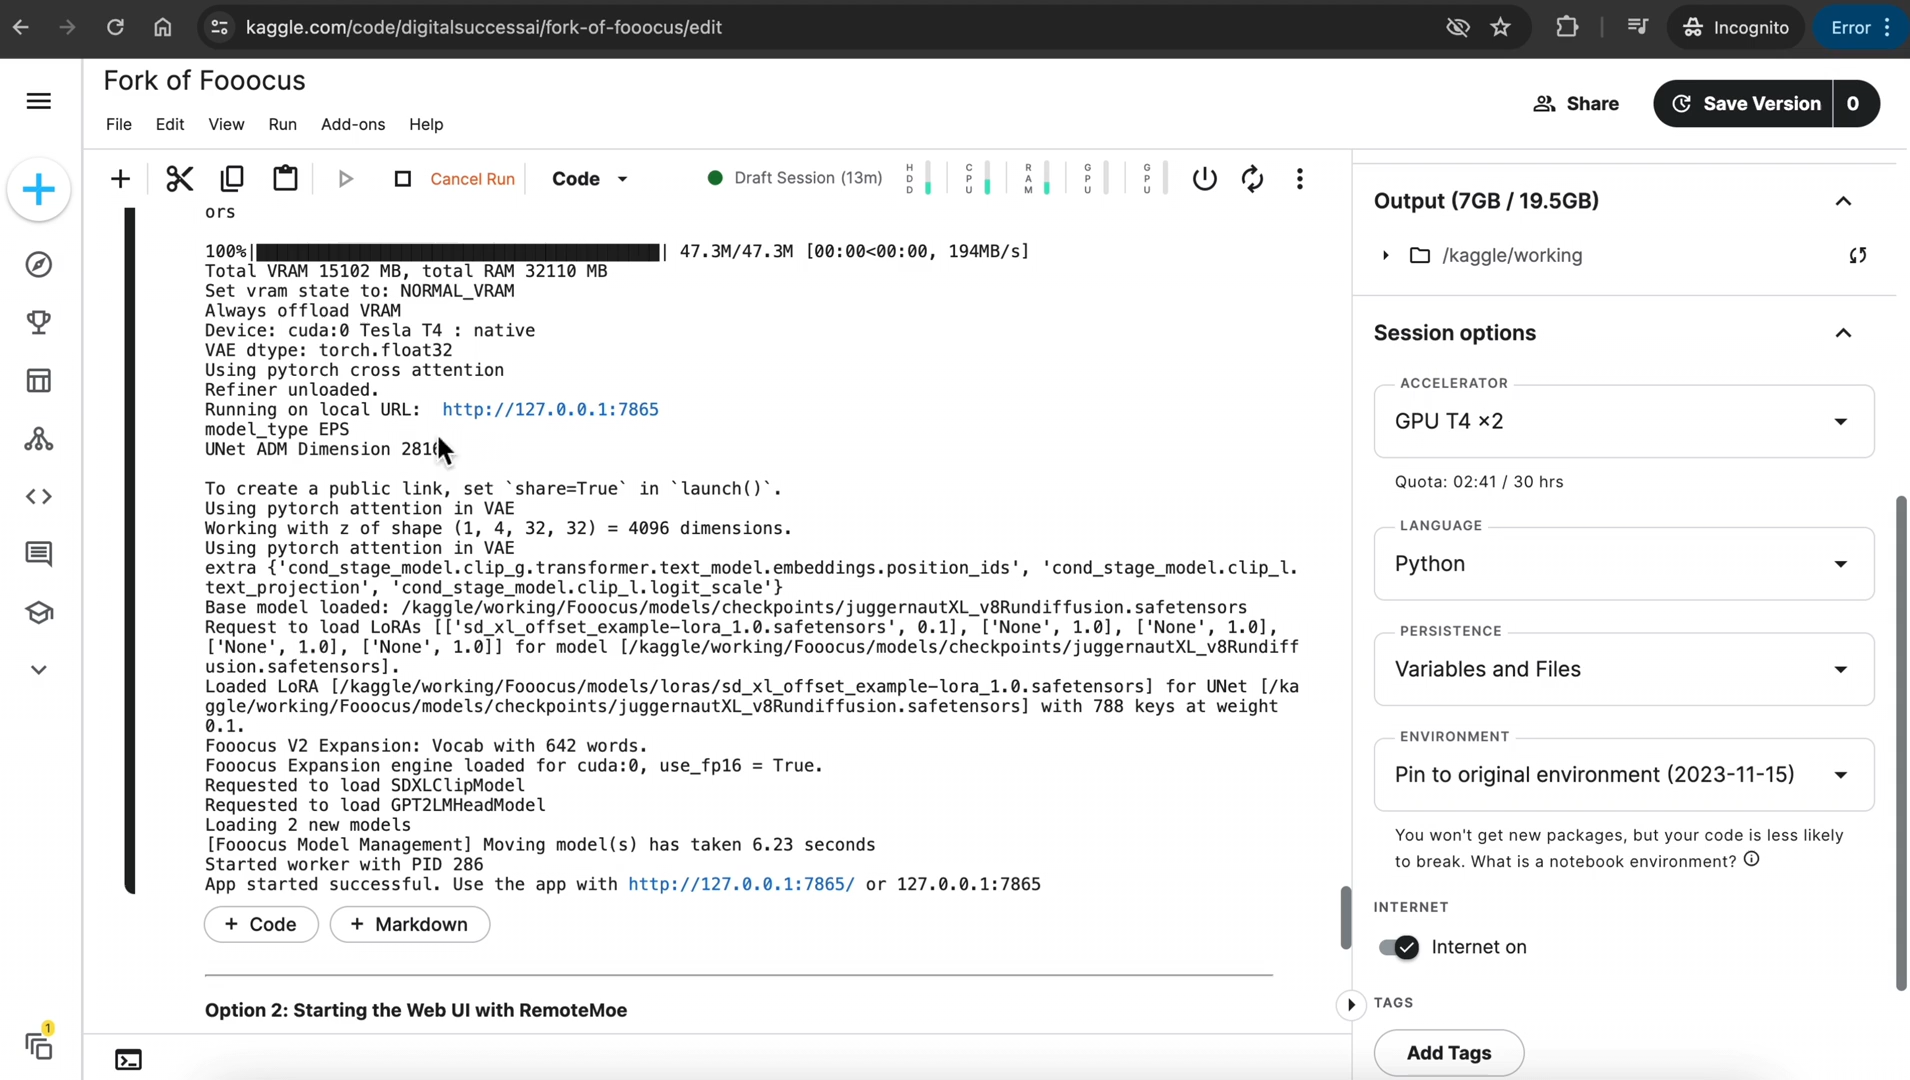 kaggle.com/code/digitalsuccessai/fork-of-fooocus/edit
Incognito
Error
Fork of Fooocus
File Edit View Run Add-ons Help
Share
Save Version
0
Cancel Run
Code
Draft Session (13m)
HDD
CPU
RAM
GPU
GPU
ors
100%| | 47.3M/47.3M [00:00<00:00, 194MB/s]
Total VRAM 15102 MB, total RAM 32110 MB
Set vram state to: NORMAL_VRAM
Always offload VRAM
Device: cuda:0 Tesla T4 : native
VAE dtype: torch.float32
Using pytorch cross attention
Refiner unloaded.
Running on local URL:  http://127.0.0.1:7865
model_type EPS
UNet ADM Dimension 2816
To create a public link, set `share=True` in `launch()`.
Using pytorch attention in VAE
Working with z of shape (1, 4, 32, 32) = 4096 dimensions.
Using pytorch attention in VAE
extra {'cond_stage_model.clip_g.transformer.text_model.embeddings.position_ids', 'cond_stage_model.clip_l.
text_projection', 'cond_stage_model.clip_l.logit_scale'}
Base model loaded: /kaggle/working/Fooocus/models/checkpoints/juggernautXL_v8Rundiffusion.safetensors
Request to load LoRAs [['sd_xl_offset_example-lora_1.0.safetensors', 0.1], ['None', 1.0], ['None', 1.0],
['None', 1.0], ['None', 1.0]] for model [/kaggle/working/Fooocus/models/checkpoints/juggernautXL_v8Rundiff
usion.safetensors].
Loaded LoRA [/kaggle/working/Fooocus/models/loras/sd_xl_offset_example-lora_1.0.safetensors] for UNet [/ka
ggle/working/Fooocus/models/checkpoints/juggernautXL_v8Rundiffusion.safetensors] with 788 keys at weight
0.1.
Fooocus V2 Expansion: Vocab with 642 words.
Fooocus Expansion engine loaded for cuda:0, use_fp16 = True.
Requested to load SDXLClipModel
Requested to load GPT2LMHeadModel
Loading 2 new models
[Fooocus Model Management] Moving model(s) has taken 6.23 seconds
Started worker with PID 286
App started successful. Use the app with http://127.0.0.1:7865/ or 127.0.0.1:7865
+ Code
+ Markdown
Option 2: Starting the Web UI with RemoteMoe
Output (7GB / 19.5GB)
/kaggle/working
Session options
ACCELERATOR
GPU T4 ×2
Quota: 02:41 / 30 hrs
LANGUAGE
Python
PERSISTENCE
Variables and Files
ENVIRONMENT
Pin to original environment (2023-11-15)
You won't get new packages, but your code is less likely
to break. What is a notebook environment?
INTERNET
Internet on
TAGS
Add Tags
1